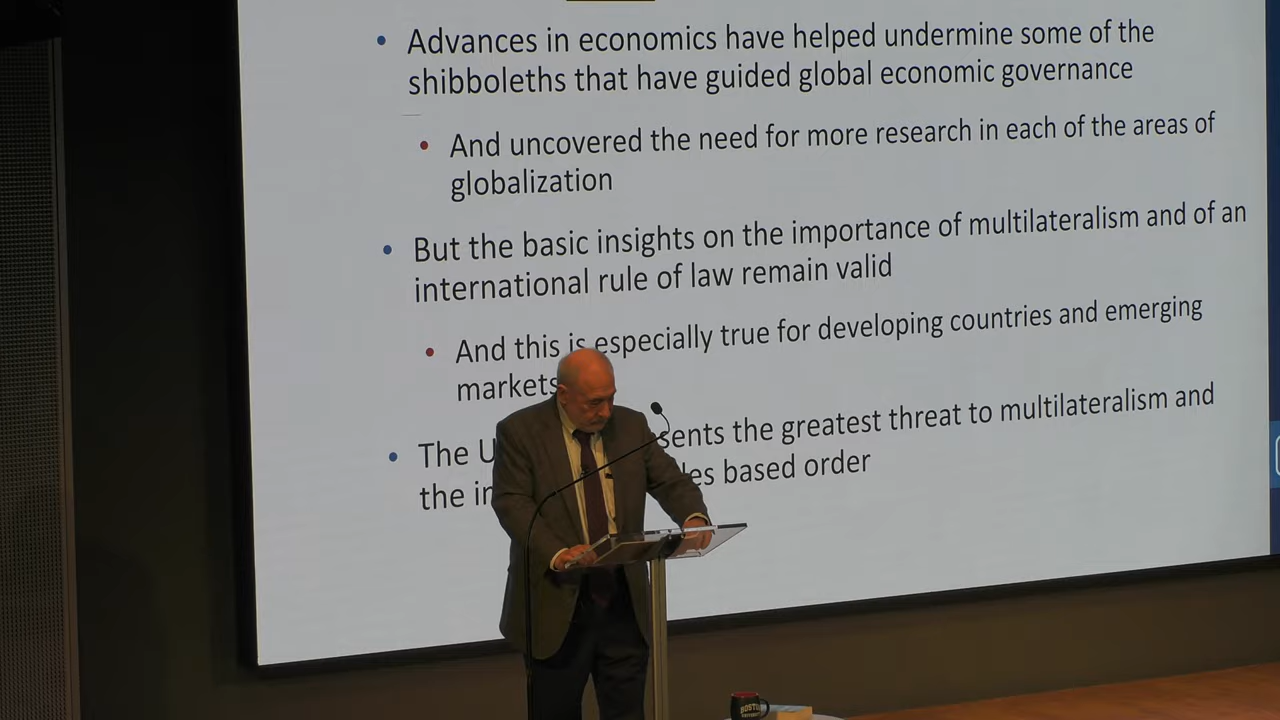 Advances in economics have helped undermine some of the
shibboleths that have guided global economic governance
And uncovered the need for more research in each of the areas of
globalization
But the basic insights on the importance of multilateralism and of an
international rule of law remain valid
And this is especially true for developing countries and emerging
markets
The U sents the greatest threat to multilateralism and
the in les based order
BOSTON
UNIVERSITY